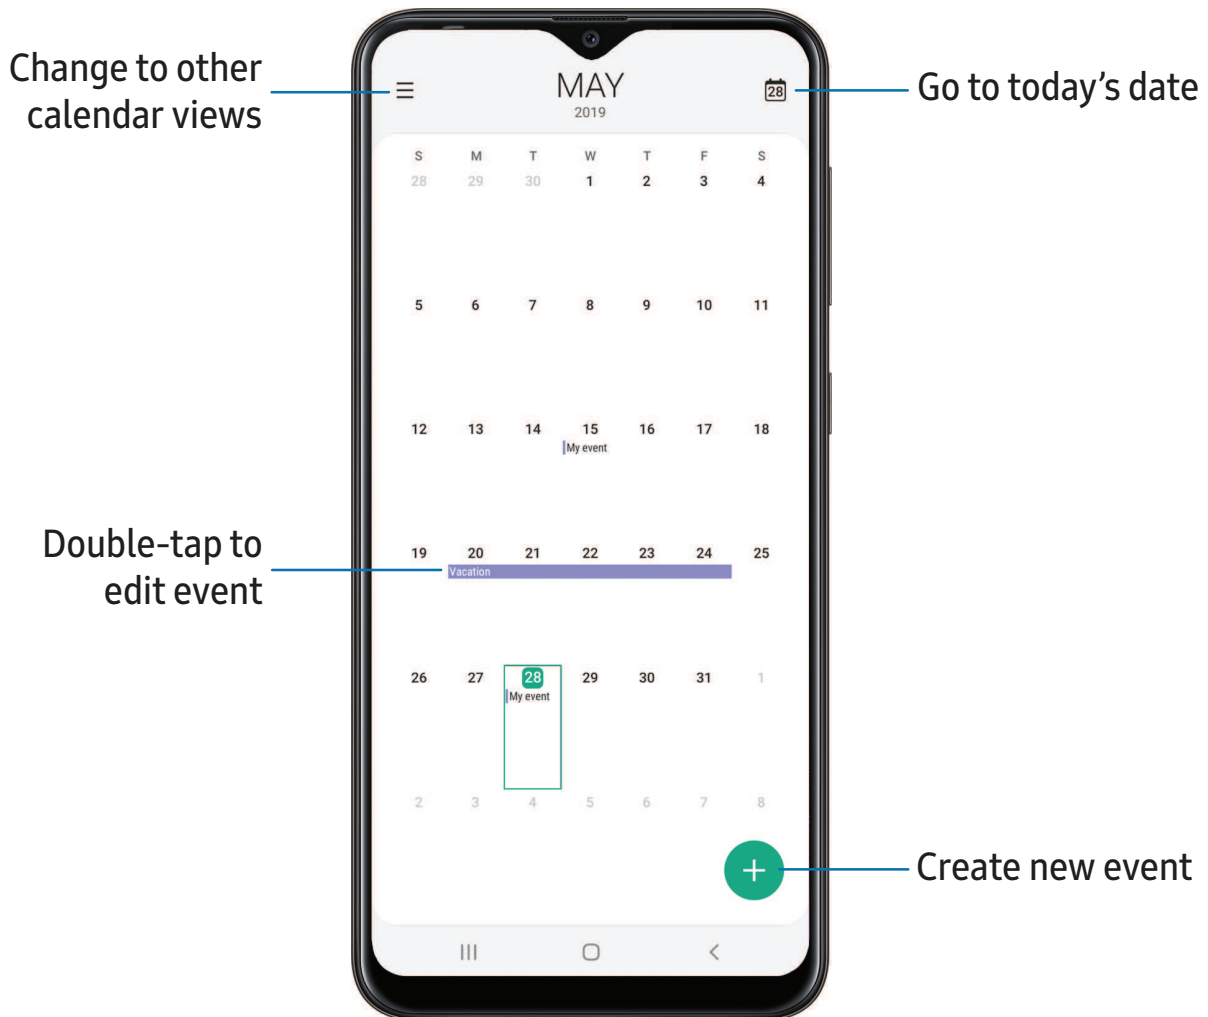 Change to other
calendar views
MAY
2019
28
Go to today's date
S M T W T F S
28 29 30 1 2 3 4
5 6 7 8 9 10 11
12 13 14 15 16 17 18
My event
Double-tap to
edit event
19 20 21 22 23 24 25
Vacation
26 27 28 29 30 31 1
My event
2 3 4 5 6 7 8
Create new event